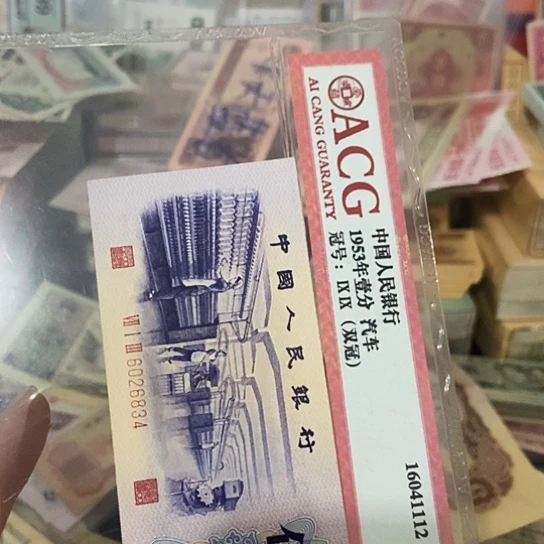 ACG
AI CANG GUARANTY
中国人民银行
1953年壹分 汽车
冠号：IX IX （双冠）
16041112
中國人民銀行
VII I III 6026834